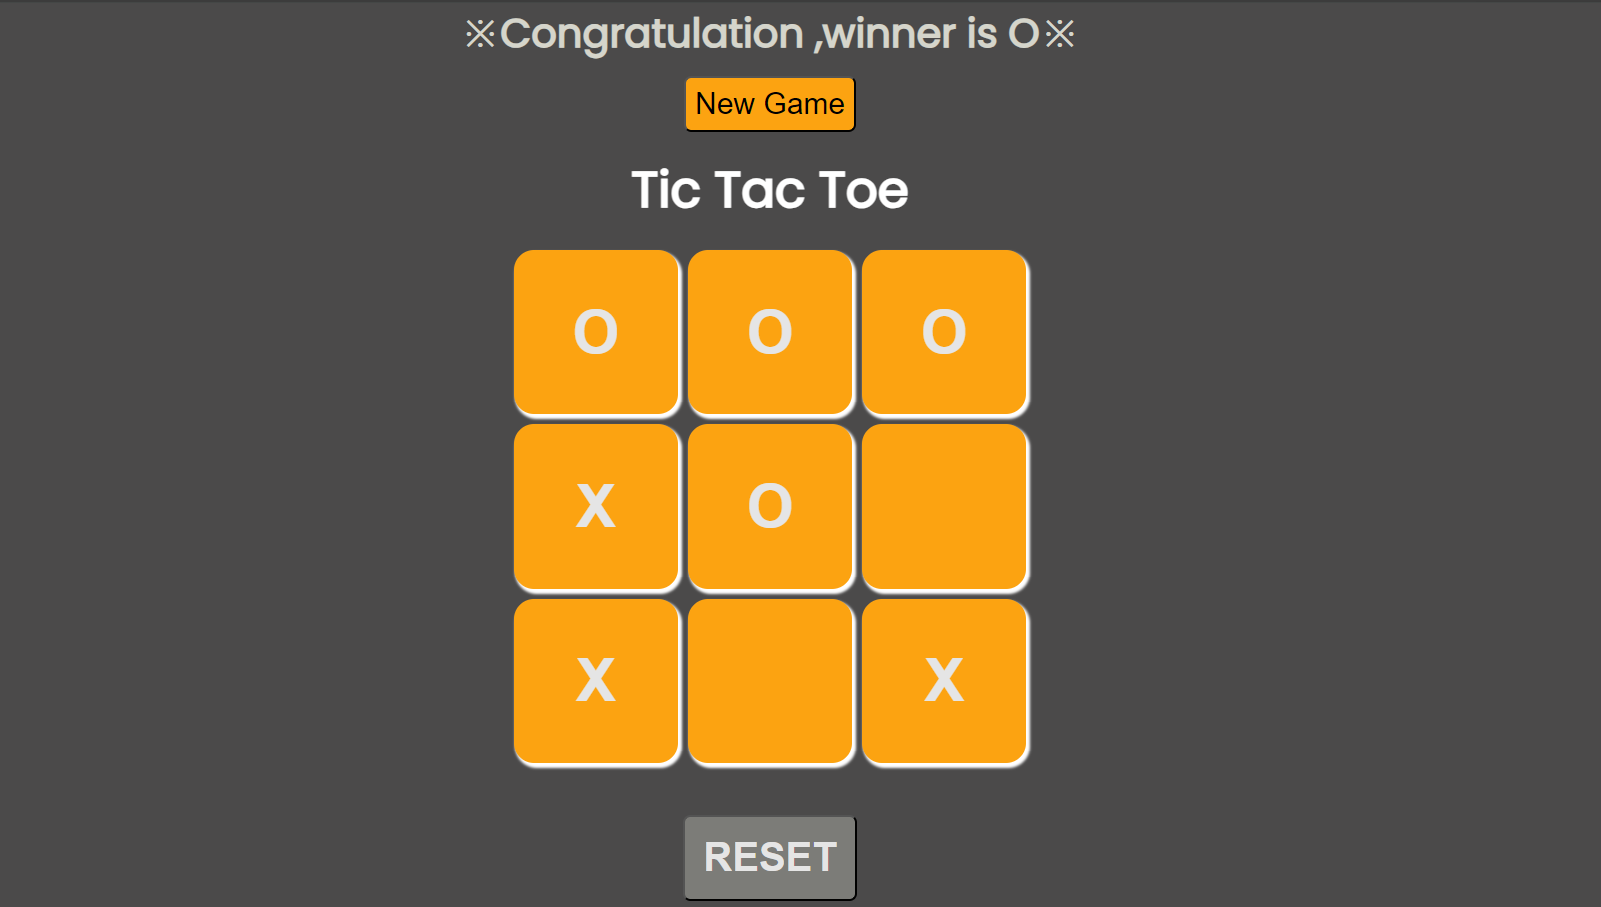 ※Congratulation ,winner is O※
New Game
Tic Tac Toe
O O O
X O
X X
RESET